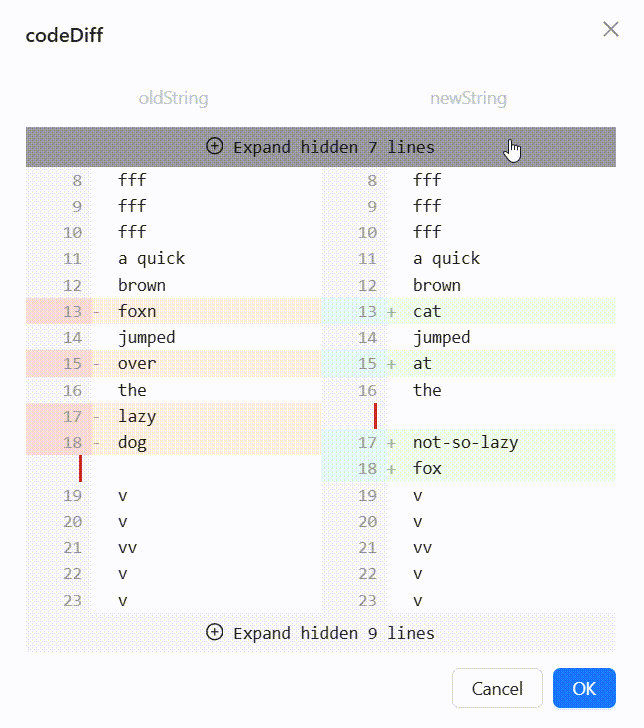 codeDiff
oldString newString
Expand hidden 7 lines
8 fff 8 fff
9 fff 9 fff
10 fff 10 fff
11 a quick 11 a quick
12 brown 12 brown
13 - foxn 13 + cat
14 jumped 14 jumped
15 - over 15 + at
16 the 16 the
17 - lazy
18 - dog 17 + not-so-lazy
18 + fox
19 v 19 v
20 v 20 v
21 vv 21 vv
22 v 22 v
23 v 23 v
Expand hidden 9 lines
Cancel OK